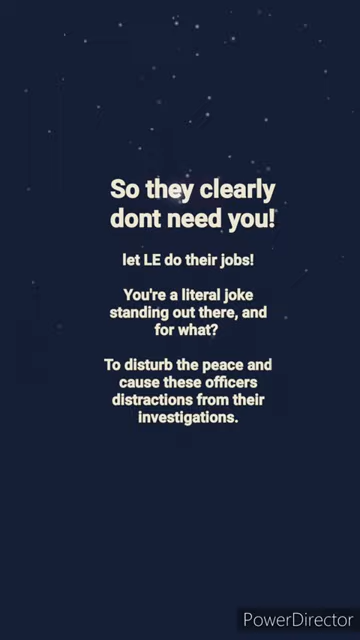 So they clearly
dont need you!
let LE do their jobs!
You're a literal joke
standing out there, and
for what?
To disturb the peace and
cause these officers
distractions from their
investigations.
PowerDirector